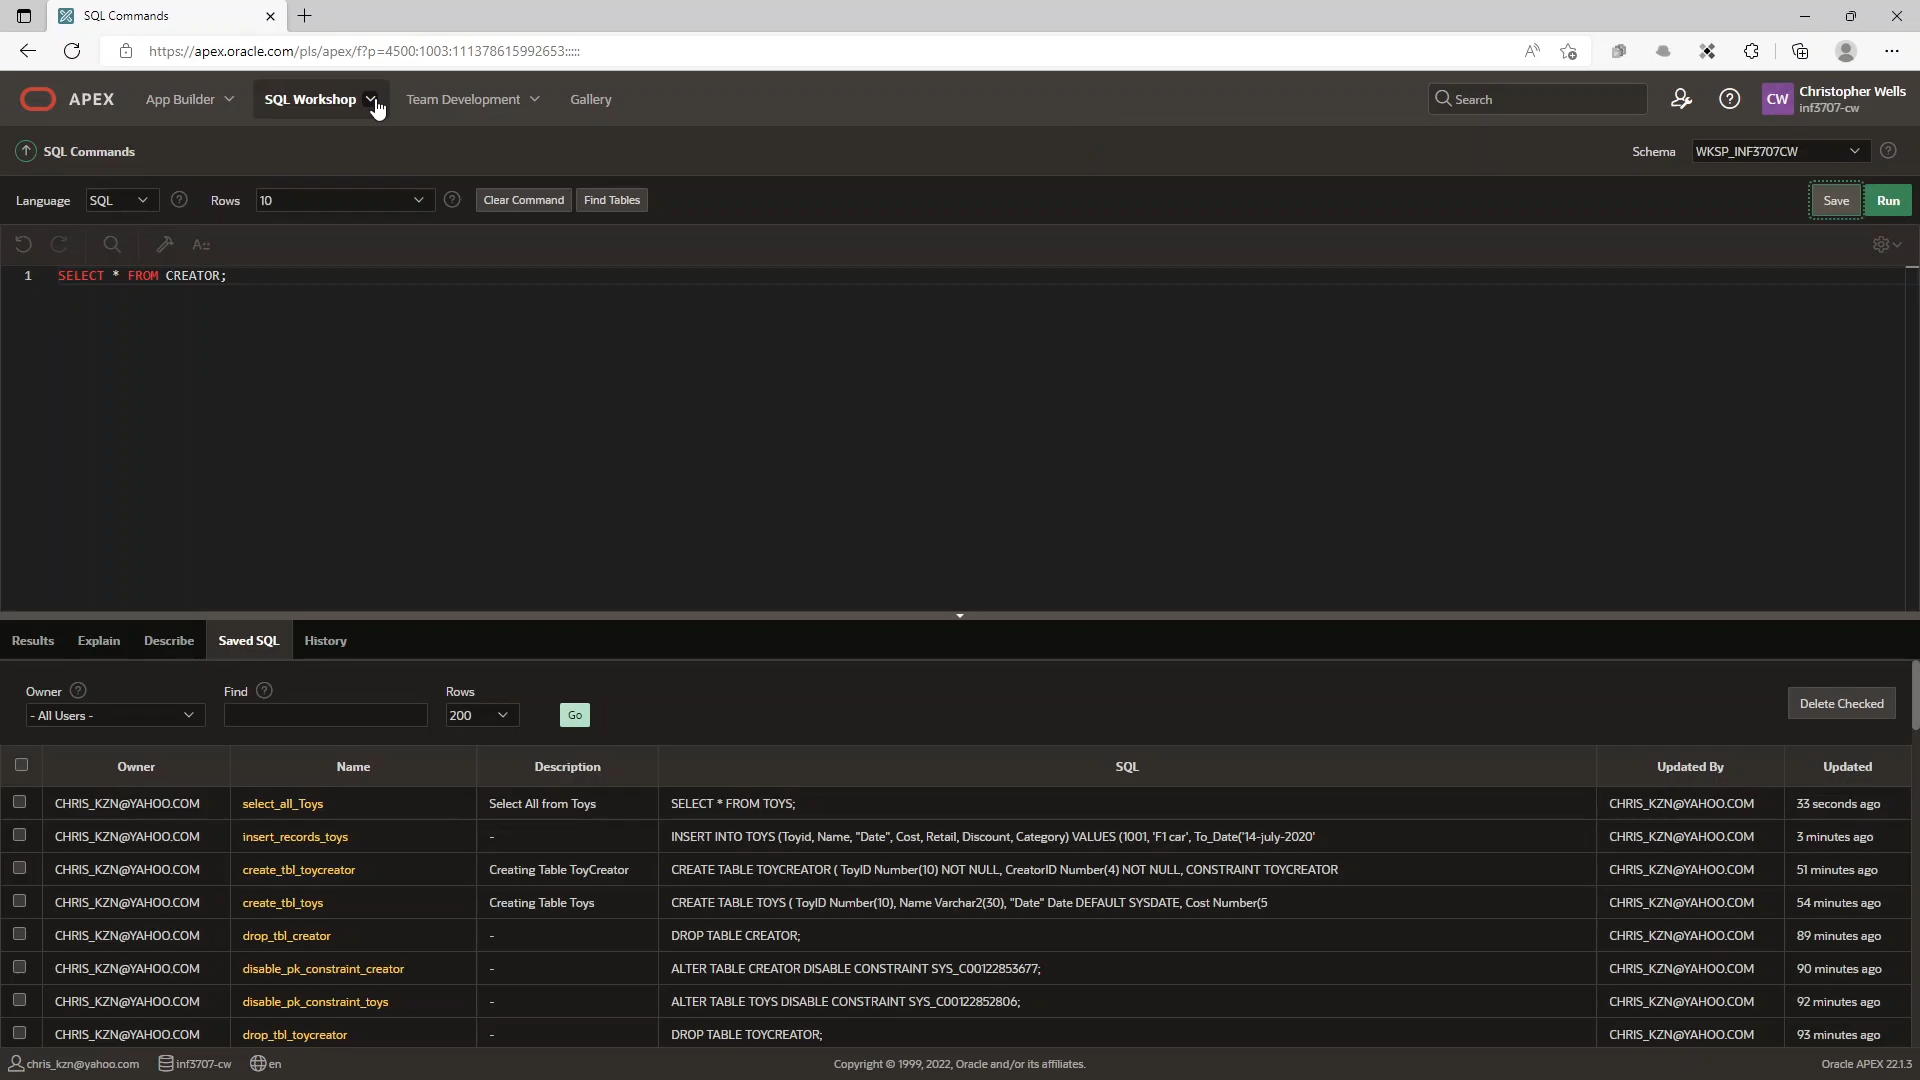 SQL Commands
https://apex.oracle.com/pls/apex/f?p=4500:1003:111378615992653:::::
APEX App Builder SQL Workshop Team Development Gallery Search CW Christopher Wells
inf3707-cw
SQL Commands Schema WKSP_INF3707CW
Language SQL Rows 10 Clear Command Find Tables Save Run
1 SELECT * FROM CREATOR;
Results Explain Describe Saved SQL History
Owner Find Rows
- All Users - 200 Go Delete Checked
Owner Name Description SQL Updated By Updated
CHRIS_KZN@YAHOO.COM select_all_Toys Select All from Toys SELECT * FROM TOYS; CHRIS_KZN@YAHOO.COM 33 seconds ago
CHRIS_KZN@YAHOO.COM insert_records_toys - INSERT INTO TOYS (Toyid, Name, "Date", Cost, Retail, Discount, Category) VALUES (1001, 'F1 car', To_Date('14-july-2020' CHRIS_KZN@YAHOO.COM 3 minutes ago
CHRIS_KZN@YAHOO.COM create_tbl_toycreator Creating Table ToyCreator CREATE TABLE TOYCREATOR ( ToyID Number(10) NOT NULL, CreatorID Number(4) NOT NULL, CONSTRAINT TOYCREATOR CHRIS_KZN@YAHOO.COM 51 minutes ago
CHRIS_KZN@YAHOO.COM create_tbl_toys Creating Table Toys CREATE TABLE TOYS ( ToyID Number(10), Name Varchar2(30), "Date" Date DEFAULT SYSDATE, Cost Number(5 CHRIS_KZN@YAHOO.COM 54 minutes ago
CHRIS_KZN@YAHOO.COM drop_tbl_creator - DROP TABLE CREATOR; CHRIS_KZN@YAHOO.COM 89 minutes ago
CHRIS_KZN@YAHOO.COM disable_pk_constraint_creator - ALTER TABLE CREATOR DISABLE CONSTRAINT SYS_C00122853677; CHRIS_KZN@YAHOO.COM 90 minutes ago
CHRIS_KZN@YAHOO.COM disable_pk_constraint_toys - ALTER TABLE TOYS DISABLE CONSTRAINT SYS_C00122852806; CHRIS_KZN@YAHOO.COM 92 minutes ago
CHRIS_KZN@YAHOO.COM drop_tbl_toycreator - DROP TABLE TOYCREATOR; CHRIS_KZN@YAHOO.COM 93 minutes ago
chris_kzn@yahoo.com inf3707-cw en Copyright © 1999, 2022, Oracle and/or its affiliates. Oracle APEX 22.1.3